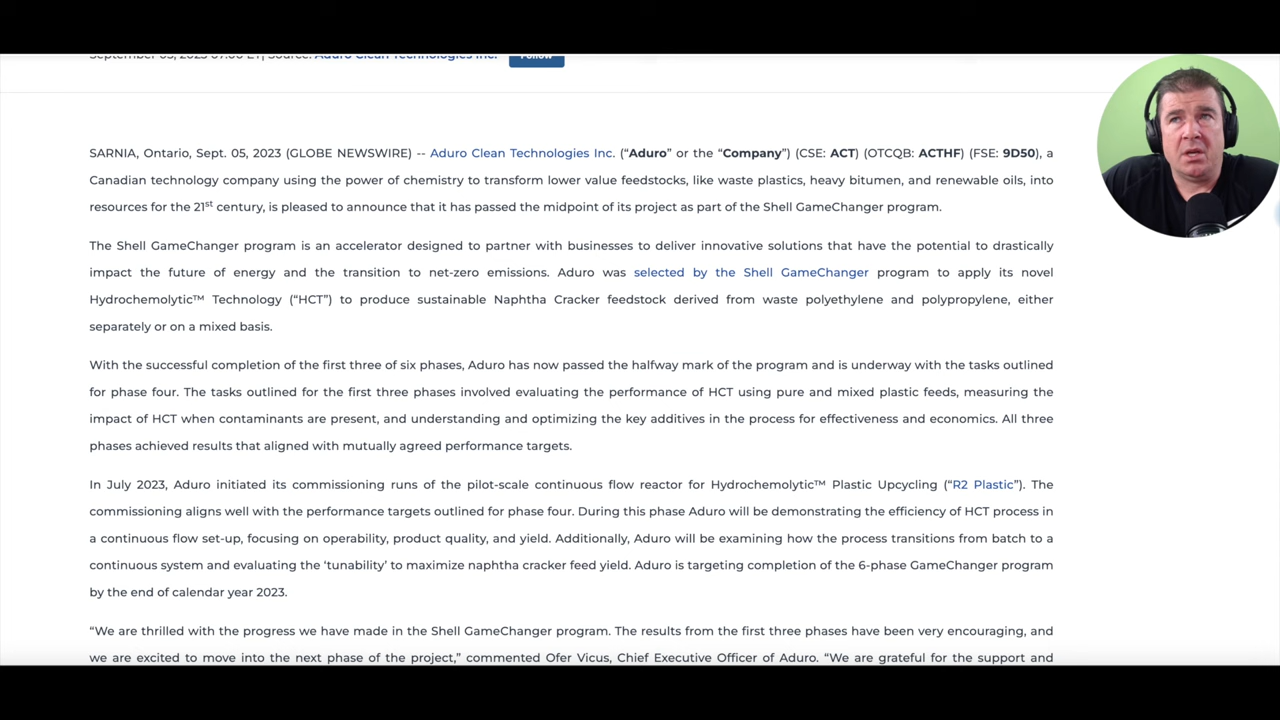 September 05, 2023 07:00 ET | Source: Aduro Clean Technologies Inc.
Follow
SARNIA, Ontario, Sept. 05, 2023 (GLOBE NEWSWIRE) -- Aduro Clean Technologies Inc. (“Aduro” or the “Company”) (CSE: ACT) (OTCQB: ACTHF) (FSE: 9D50), a
Canadian technology company using the power of chemistry to transform lower value feedstocks, like waste plastics, heavy bitumen, and renewable oils, into
resources for the 21st century, is pleased to announce that it has passed the midpoint of its project as part of the Shell GameChanger program.
The Shell GameChanger program is an accelerator designed to partner with businesses to deliver innovative solutions that have the potential to drastically
impact the future of energy and the transition to net-zero emissions. Aduro was selected by the Shell GameChanger program to apply its novel
Hydrochemolytic™ Technology (“HCT”) to produce sustainable Naphtha Cracker feedstock derived from waste polyethylene and polypropylene, either
separately or on a mixed basis.
With the successful completion of the first three of six phases, Aduro has now passed the halfway mark of the program and is underway with the tasks outlined
for phase four. The tasks outlined for the first three phases involved evaluating the performance of HCT using pure and mixed plastic feeds, measuring the
impact of HCT when contaminants are present, and understanding and optimizing the key additives in the process for effectiveness and economics. All three
phases achieved results that aligned with mutually agreed performance targets.
In July 2023, Aduro initiated its commissioning runs of the pilot-scale continuous flow reactor for Hydrochemolytic™ Plastic Upcycling (“R2 Plastic”). The
commissioning aligns well with the performance targets outlined for phase four. During this phase Aduro will be demonstrating the efficiency of HCT process in
a continuous flow set-up, focusing on operability, product quality, and yield. Additionally, Aduro will be examining how the process transitions from batch to a
continuous system and evaluating the ‘tunability’ to maximize naphtha cracker feed yield. Aduro is targeting completion of the 6-phase GameChanger program
by the end of calendar year 2023.
“We are thrilled with the progress we have made in the Shell GameChanger program. The results from the first three phases have been very encouraging, and
we are excited to move into the next phase of the project,” commented Ofer Vicus, Chief Executive Officer of Aduro. “We are grateful for the support and